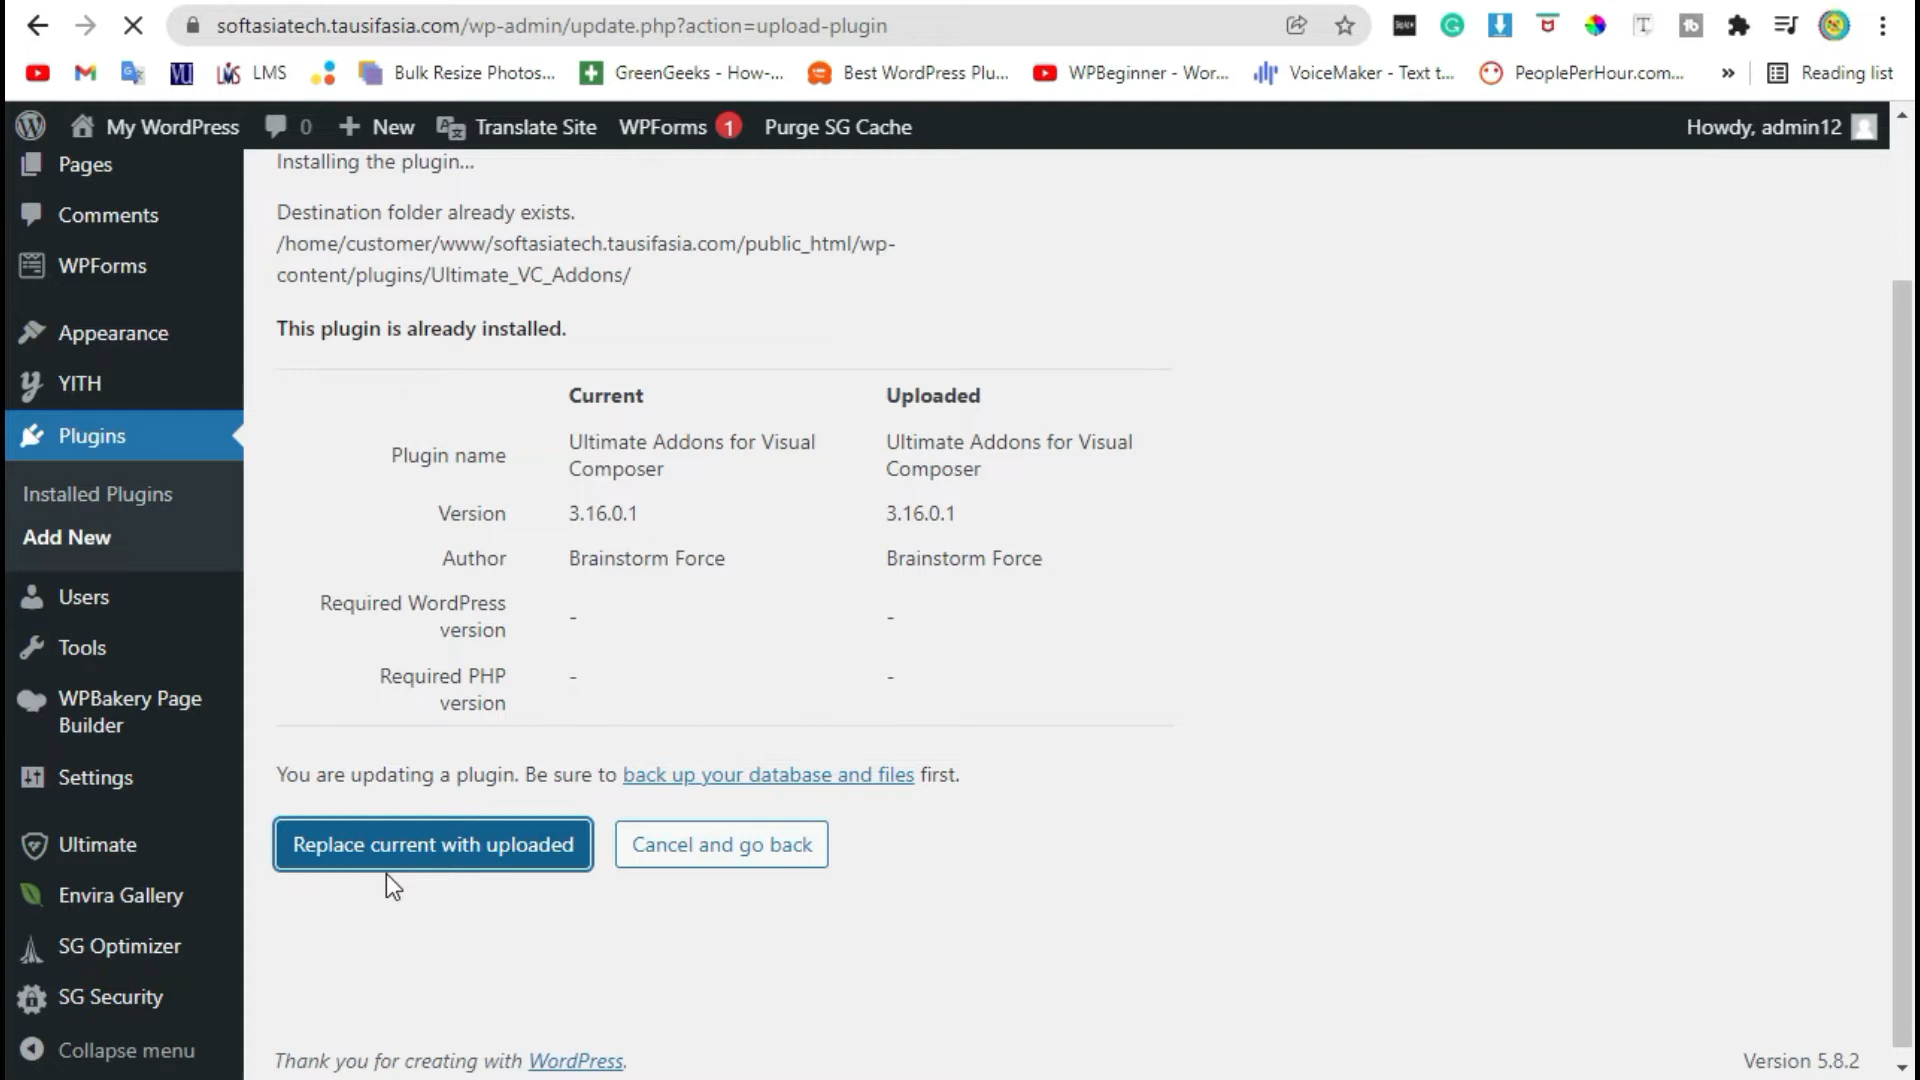 softasiatech.tausifasia.com/wp-admin/update.php?action=upload-plugin
LMS
Bulk Resize Photos...
GreenGeeks - How-...
Best WordPress Plu...
WPBeginner - Wor...
VoiceMaker - Text t...
PeoplePerHour.com...
»
Reading list
My WordPress
0
New
Translate Site
WPForms 1
Purge SG Cache
Howdy, admin12
Pages
Comments
WPForms
Appearance
YITH
Plugins
Installed Plugins
Add New
Users
Tools
WPBakery Page
Builder
Settings
Ultimate
Envira Gallery
SG Optimizer
SG Security
Collapse menu
Installing the plugin...
Destination folder already exists.
/home/customer/www/softasiatech.tausifasia.com/public_html/wp-
content/plugins/Ultimate_VC_Addons/
This plugin is already installed.
Current Uploaded
Plugin name Ultimate Addons for Visual Composer Ultimate Addons for Visual Composer
Version 3.16.0.1 3.16.0.1
Author Brainstorm Force Brainstorm Force
Required WordPress version - -
Required PHP version - -
You are updating a plugin. Be sure to back up your database and files first.
Replace current with uploaded
Cancel and go back
Thank you for creating with WordPress.
Version 5.8.2